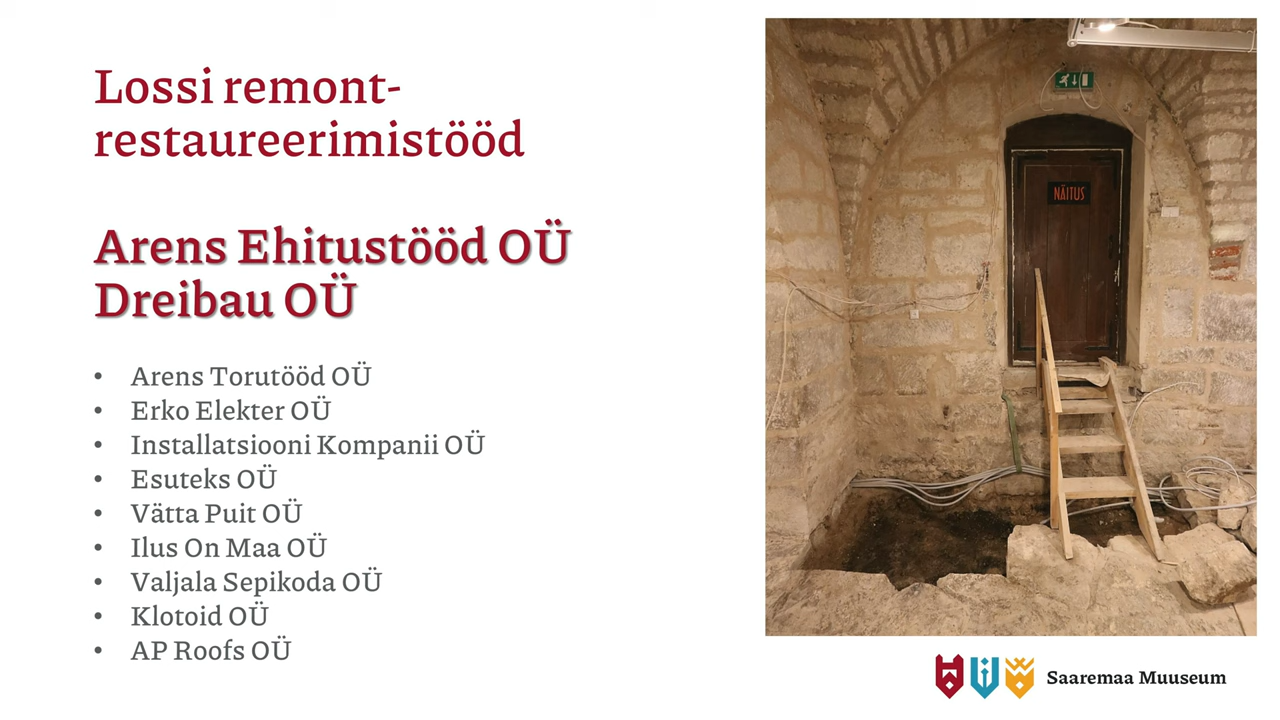 Lossi remont-
restaureerimistööd
Arens Ehitustööd OÜ
Dreibau OÜ
• Arens Torutööd OÜ
• Erko Elekter OÜ
• Installatsiooni Kompanii OÜ
• Esuteks OÜ
• Vätta Puit OÜ
• Ilus On Maa OÜ
• Valjala Sepikoda OÜ
• Klotoid OÜ
• AP Roofs OÜ
NÄITUS
Saaremaa Muuseum